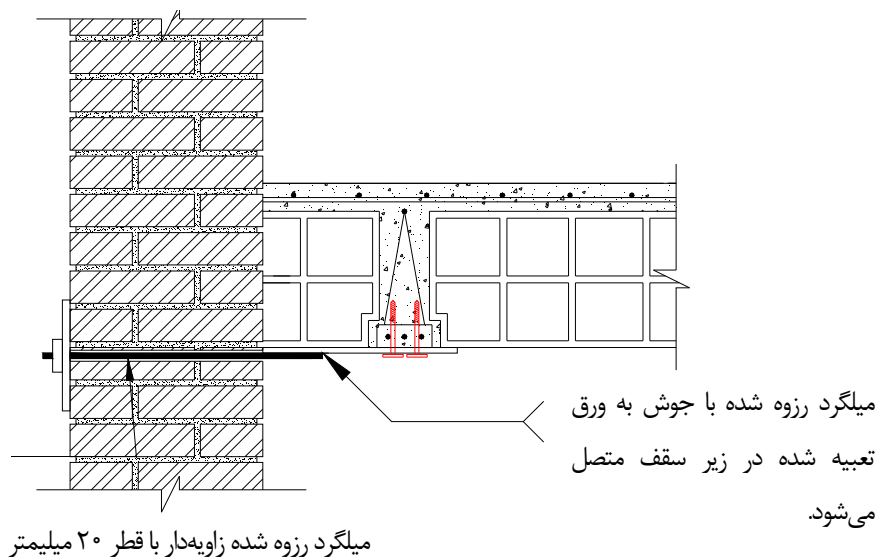 میلگرد رزوه شده با جوش به ورق
تعبیه شده در زیر سقف متصل
می‌شود.
میلگرد رزوه شده زاویه‌دار با قطر ۲۰ میلیمتر